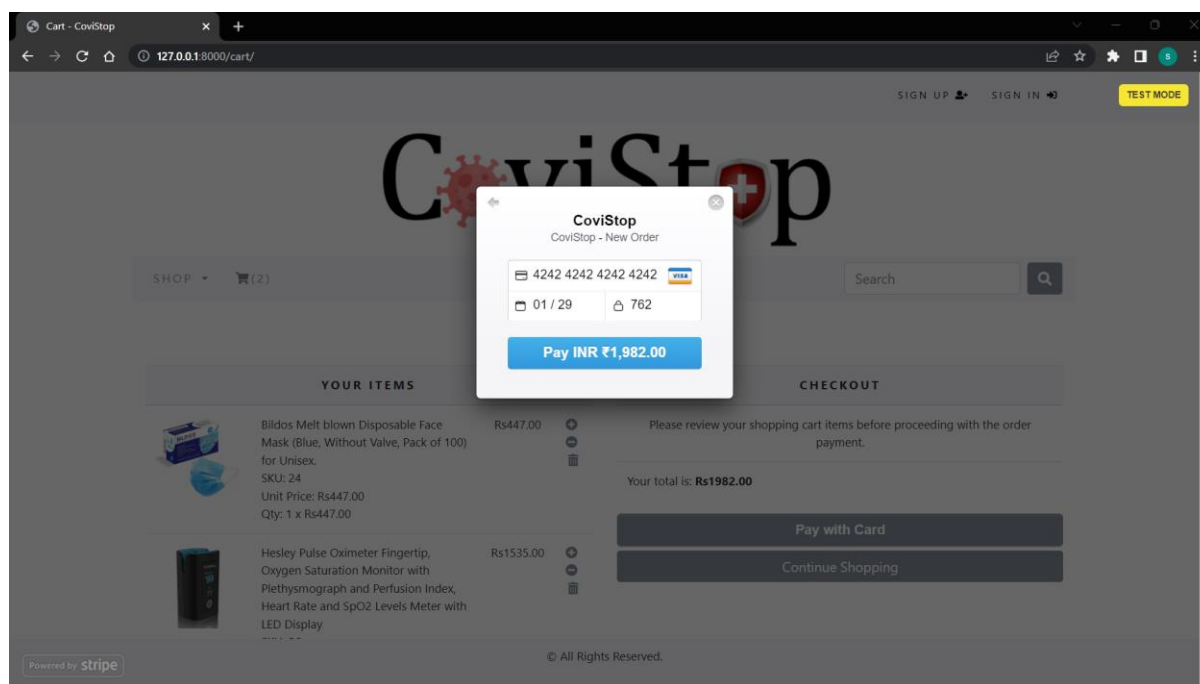 Cart - CoviStop
127.0.0.1:8000/cart/
S
SIGN UP SIGN IN TEST MODE
CoviStop
CoviStop
CoviStop - New Order
4242 4242 4242 4242 VISA
01 / 29 762
Pay INR ₹1,982.00
SHOP (2) Search
YOUR ITEMS
Bildos Melt blown Disposable Face Rs447.00
Mask (Blue, Without Valve, Pack of 100)
for Unisex.
SKU: 24
Unit Price: Rs447.00
Qty: 1 x Rs447.00
Hesley Pulse Oximeter Fingertip, Rs1535.00
Oxygen Saturation Monitor with
Plethysmograph and Perfusion Index,
Heart Rate and SpO2 Levels Meter with
LED Display
CHECKOUT
Please review your shopping cart items before proceeding with the order
payment.
Your total is: Rs1982.00
Pay with Card
Continue Shopping
Powered by stripe
© All Rights Reserved.